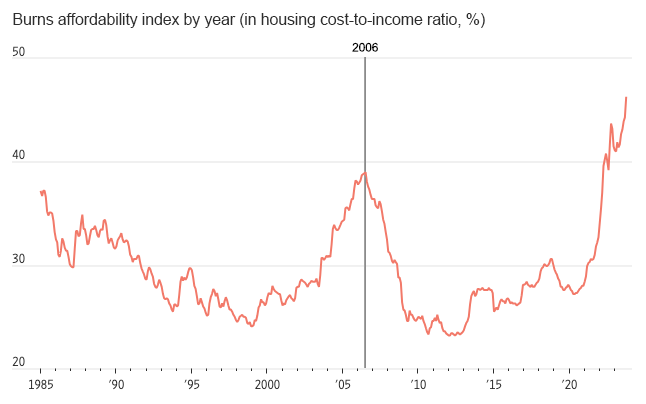 Burns affordability index by year (in housing cost-to-income ratio, %)
2006
50
40
30
20
1985 ’90 ’95 2000 ’05 ’10 ’15 ’20